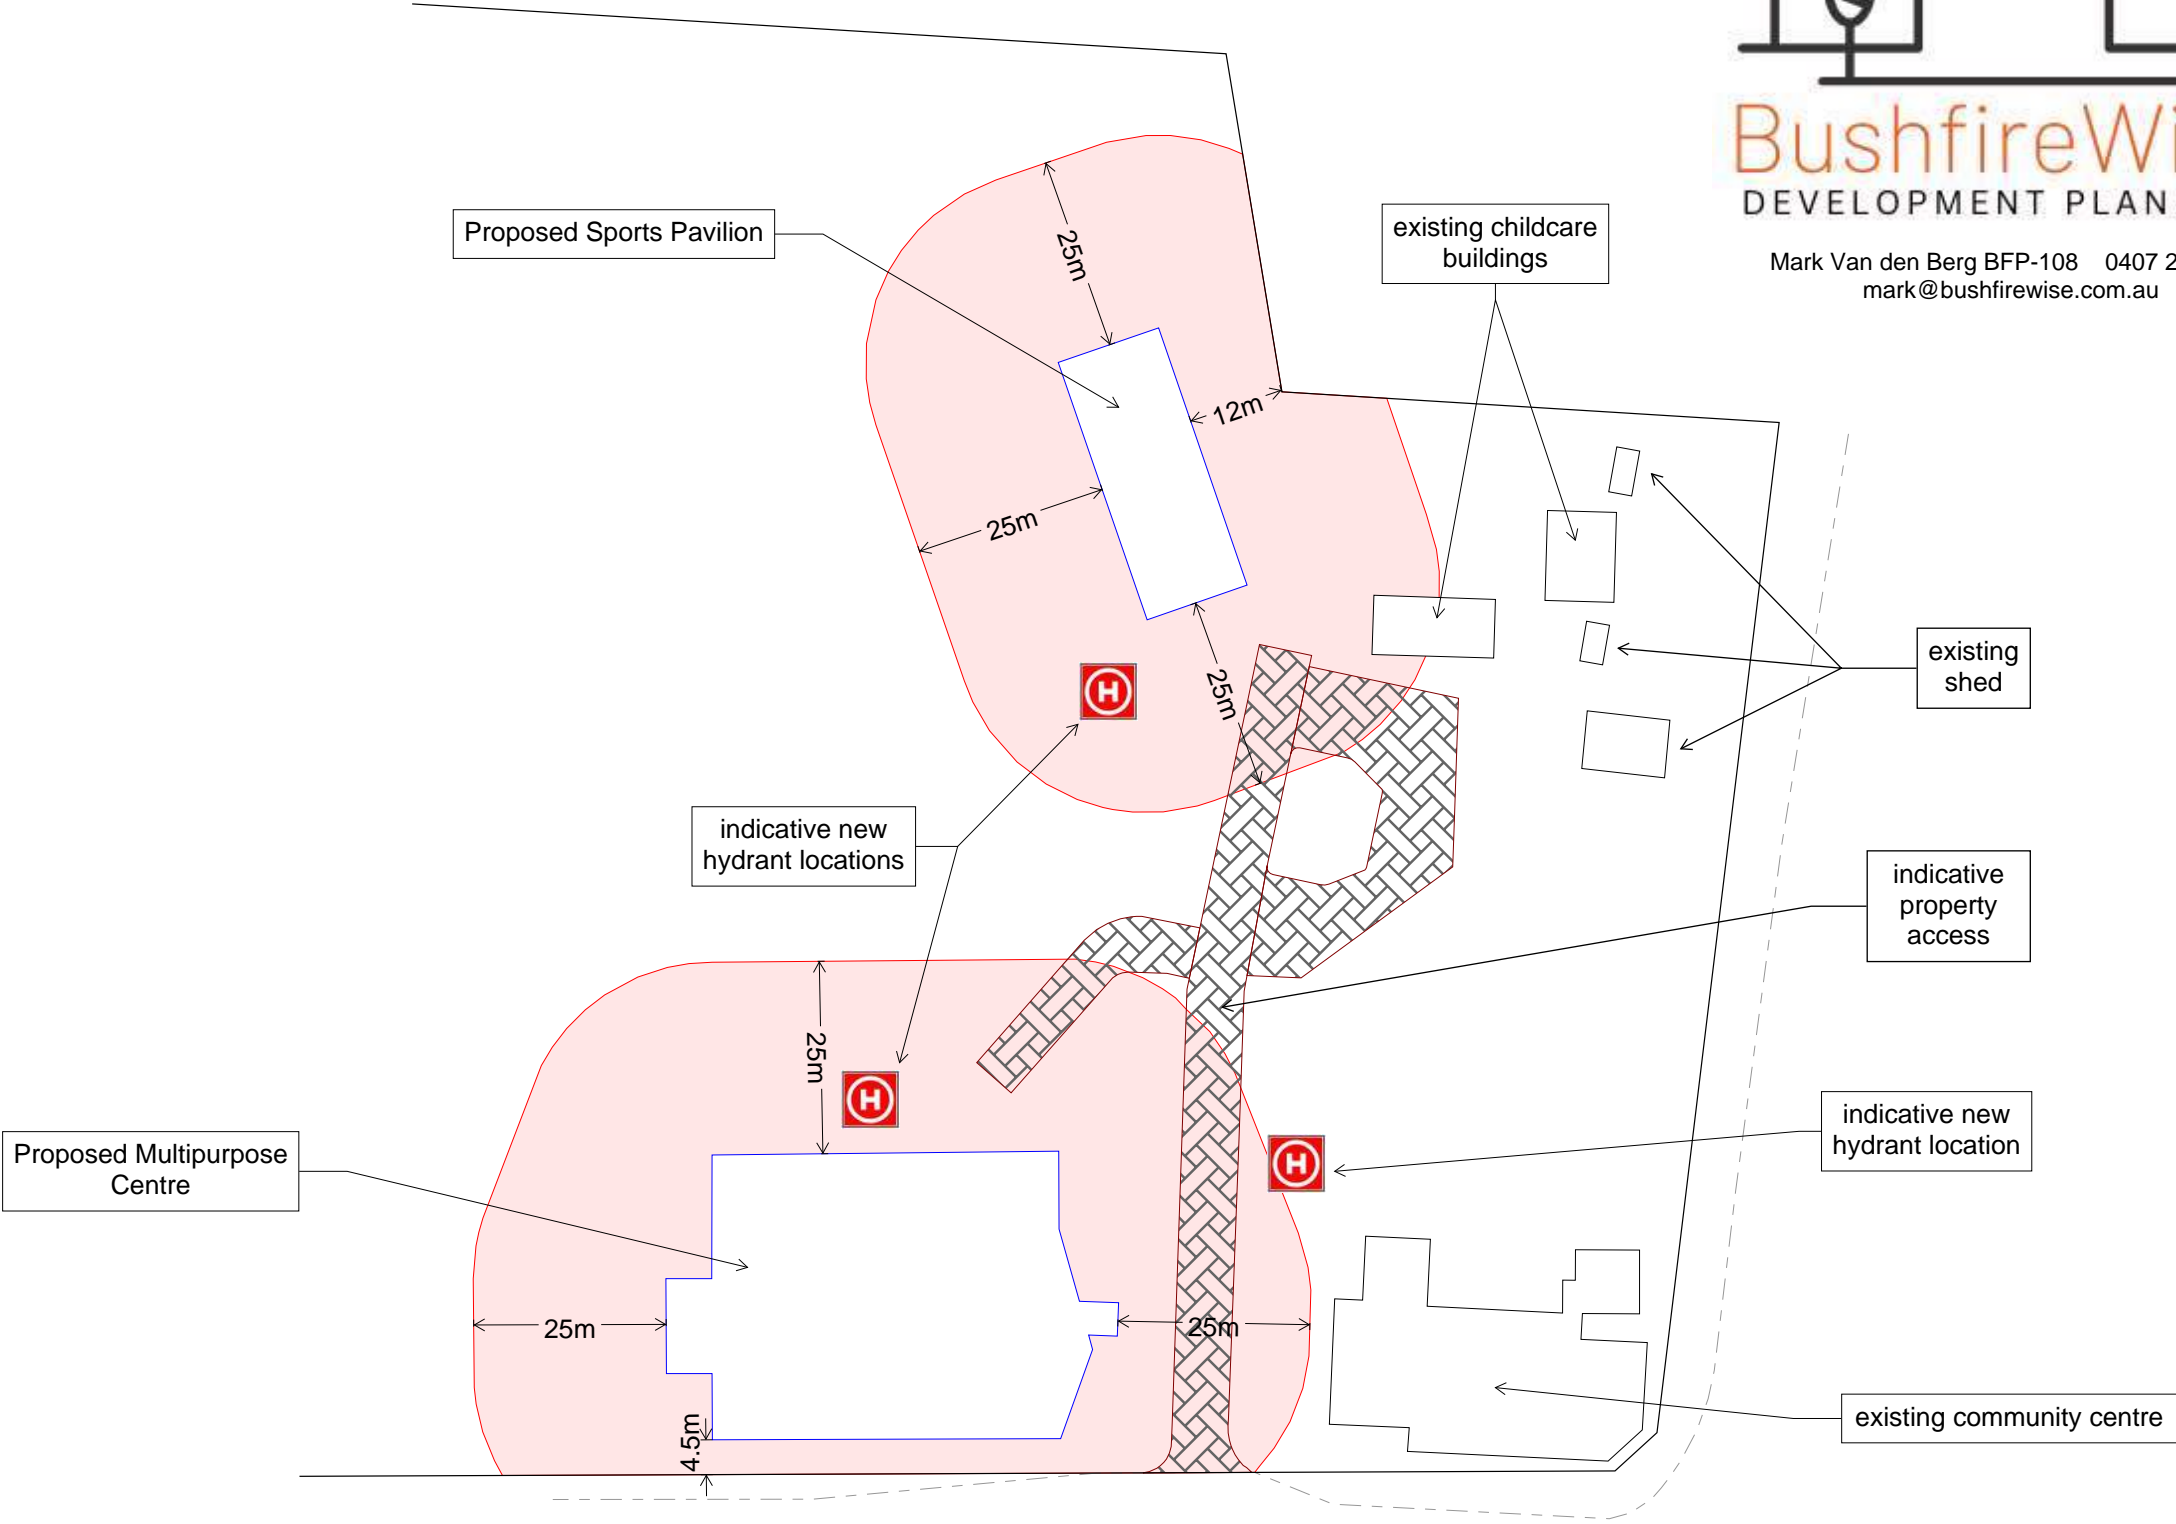 BushfireWi
DEVELOPMENT PLAN
Mark Van den Berg BFP-108 0407 2
mark@bushfirewise.com.au
Proposed Sports Pavilion
existing childcare
buildings
25m
12m
25m
25m
existing
shed
indicative new
hydrant locations
H
indicative
property
access
25m
H
H
indicative new
hydrant location
Proposed Multipurpose
Centre
25m
25m
4.5m
existing community centre